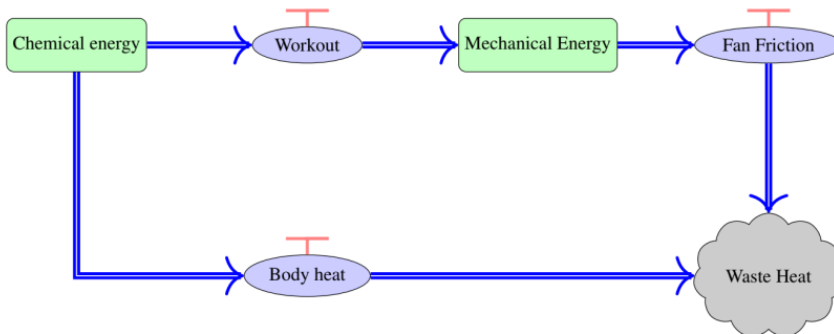 Chemical energy
Workout
Mechanical Energy
Fan Friction
Body heat
Waste Heat